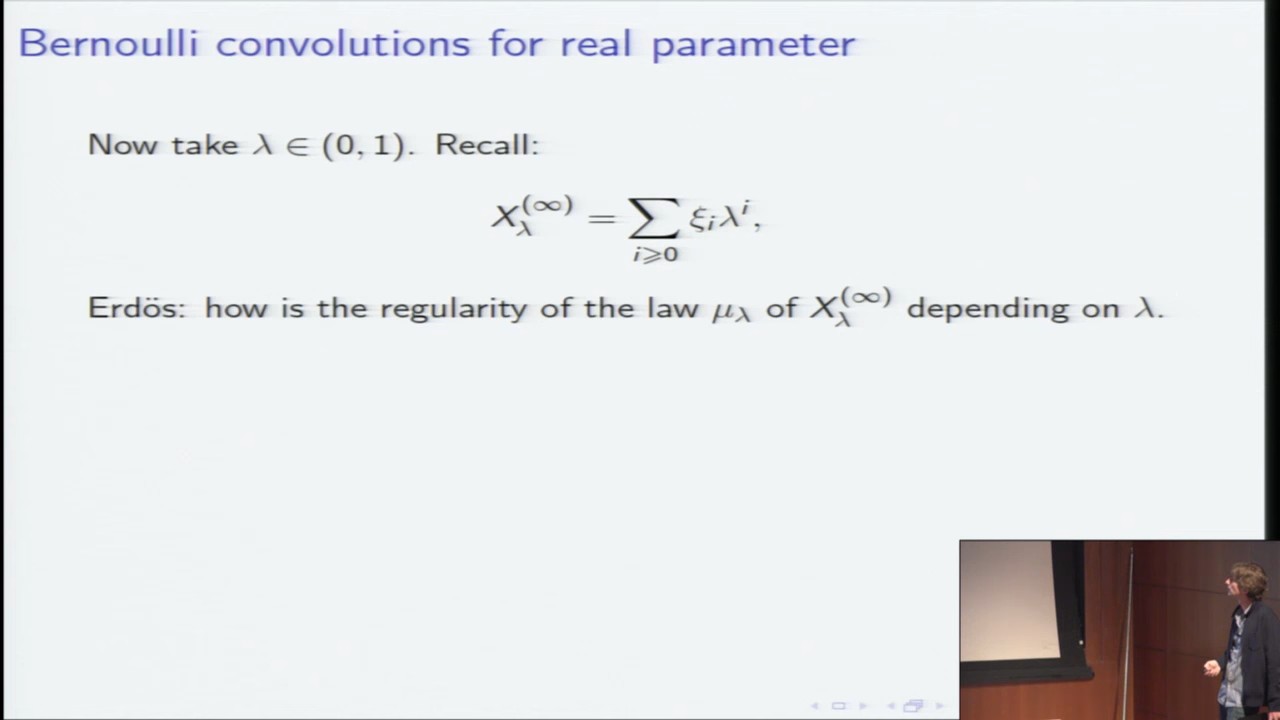 Bernoulli convolutions for real parameter
Now take λ ∈ (0, 1). Recall:
X_λ^{(∞)} = ∑_{i⩾0} ξ_i λ^i,
Erdös: how is the regularity of the law μ_λ of X_λ^{(∞)} depending on λ.